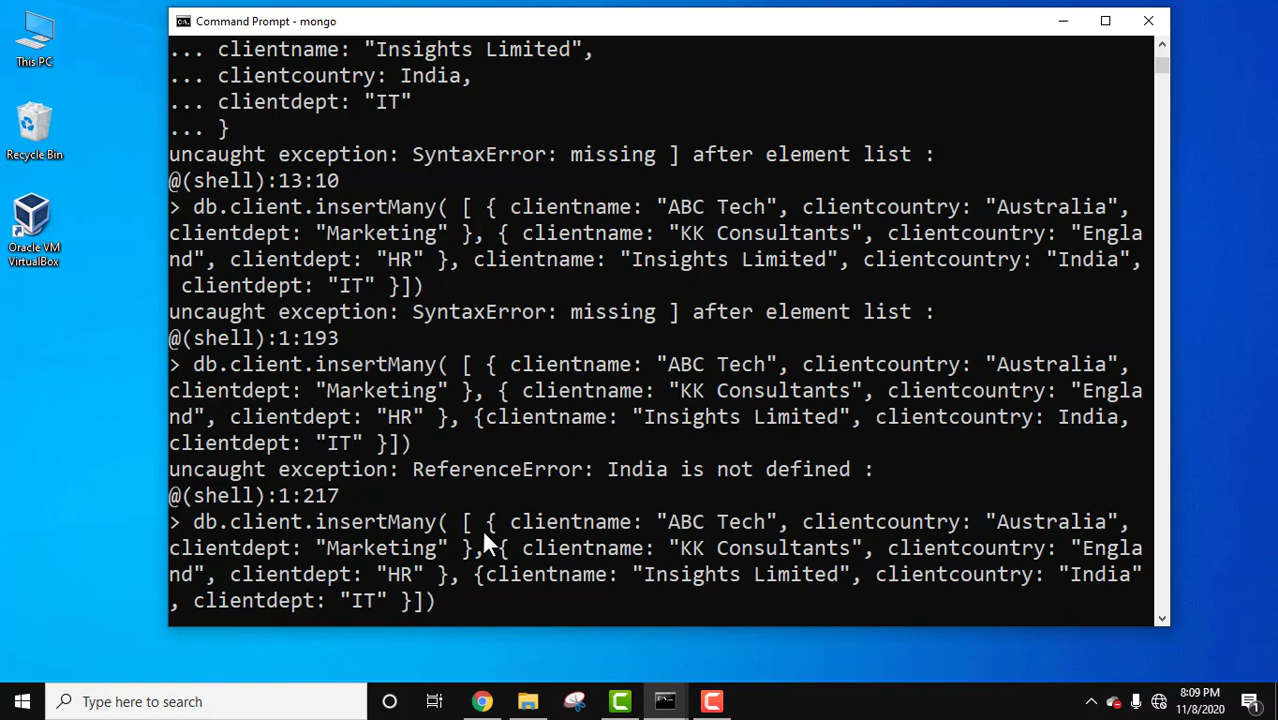 Command Prompt - mongo
This PC
Recycle Bin
Oracle VM
VirtualBox
... clientname: "Insights Limited",
... clientcountry: India,
... clientdept: "IT"
... }
uncaught exception: SyntaxError: missing ] after element list :
@(shell):13:10
> db.client.insertMany( [ { clientname: "ABC Tech", clientcountry: "Australia",
clientdept: "Marketing" }, { clientname: "KK Consultants", clientcountry: "Engla
nd", clientdept: "HR" }, clientname: "Insights Limited", clientcountry: "India",
 clientdept: "IT" }])
uncaught exception: SyntaxError: missing ] after element list :
@(shell):1:193
> db.client.insertMany( [ { clientname: "ABC Tech", clientcountry: "Australia",
clientdept: "Marketing" }, { clientname: "KK Consultants", clientcountry: "Engla
nd", clientdept: "HR" }, {clientname: "Insights Limited", clientcountry: India,
clientdept: "IT" }])
uncaught exception: ReferenceError: India is not defined :
@(shell):1:217
> db.client.insertMany( [ { clientname: "ABC Tech", clientcountry: "Australia",
clientdept: "Marketing" }, { clientname: "KK Consultants", clientcountry: "Engla
nd", clientdept: "HR" }, {clientname: "Insights Limited", clientcountry: "India"
, clientdept: "IT" }])
Type here to search
8:09 PM
11/8/2020
1